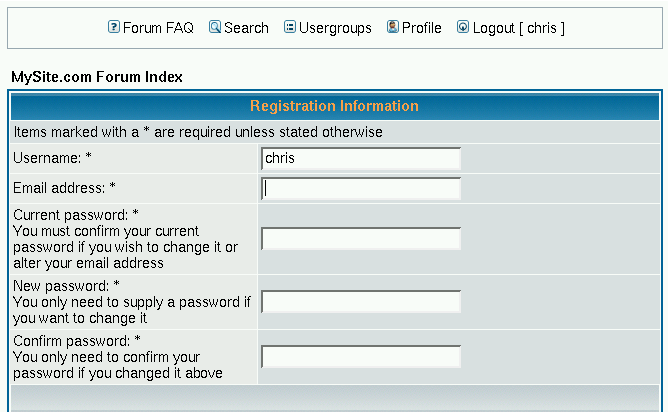 Forum FAQ Search Usergroups Profile Logout [ chris ]
MySite.com Forum Index
Registration Information
Items marked with a * are required unless stated otherwise
Username: * chris
Email address: *
Current password: *
You must confirm your current
password if you wish to change it or
alter your email address
New password: *
You only need to supply a password if
you want to change it
Confirm password: *
You only need to confirm your
password if you changed it above